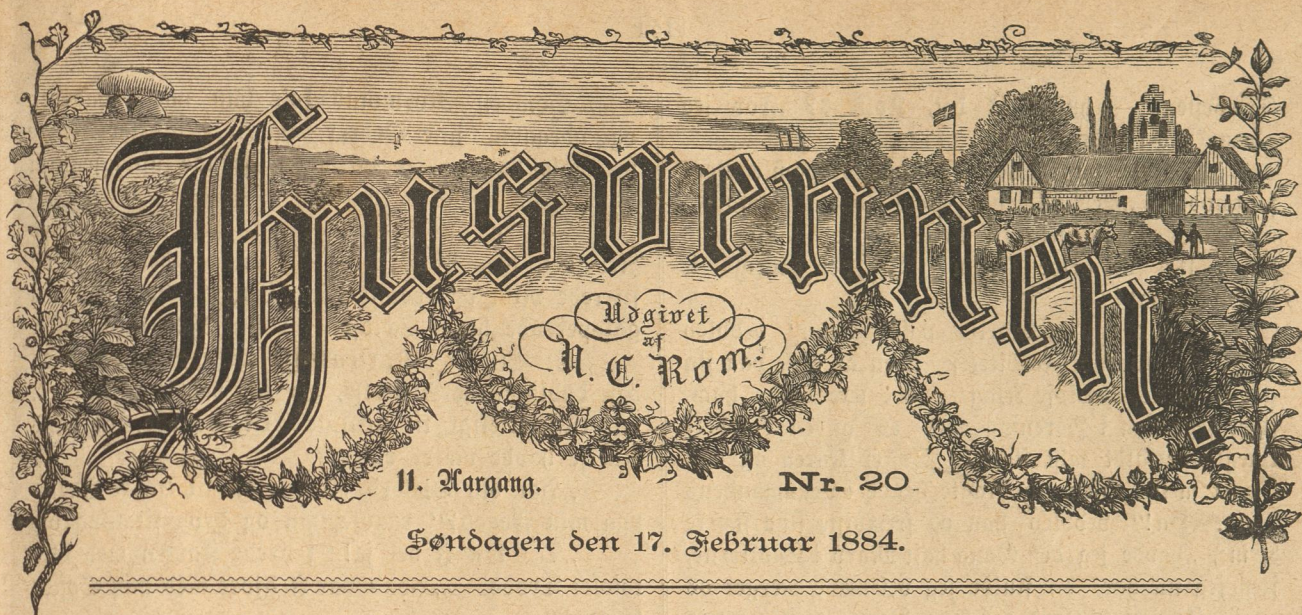 Husvennen.
Udgivet
af
N. C. Rom.
11. Aargang. Nr. 20.
Søndagen den 17. Februar 1884.